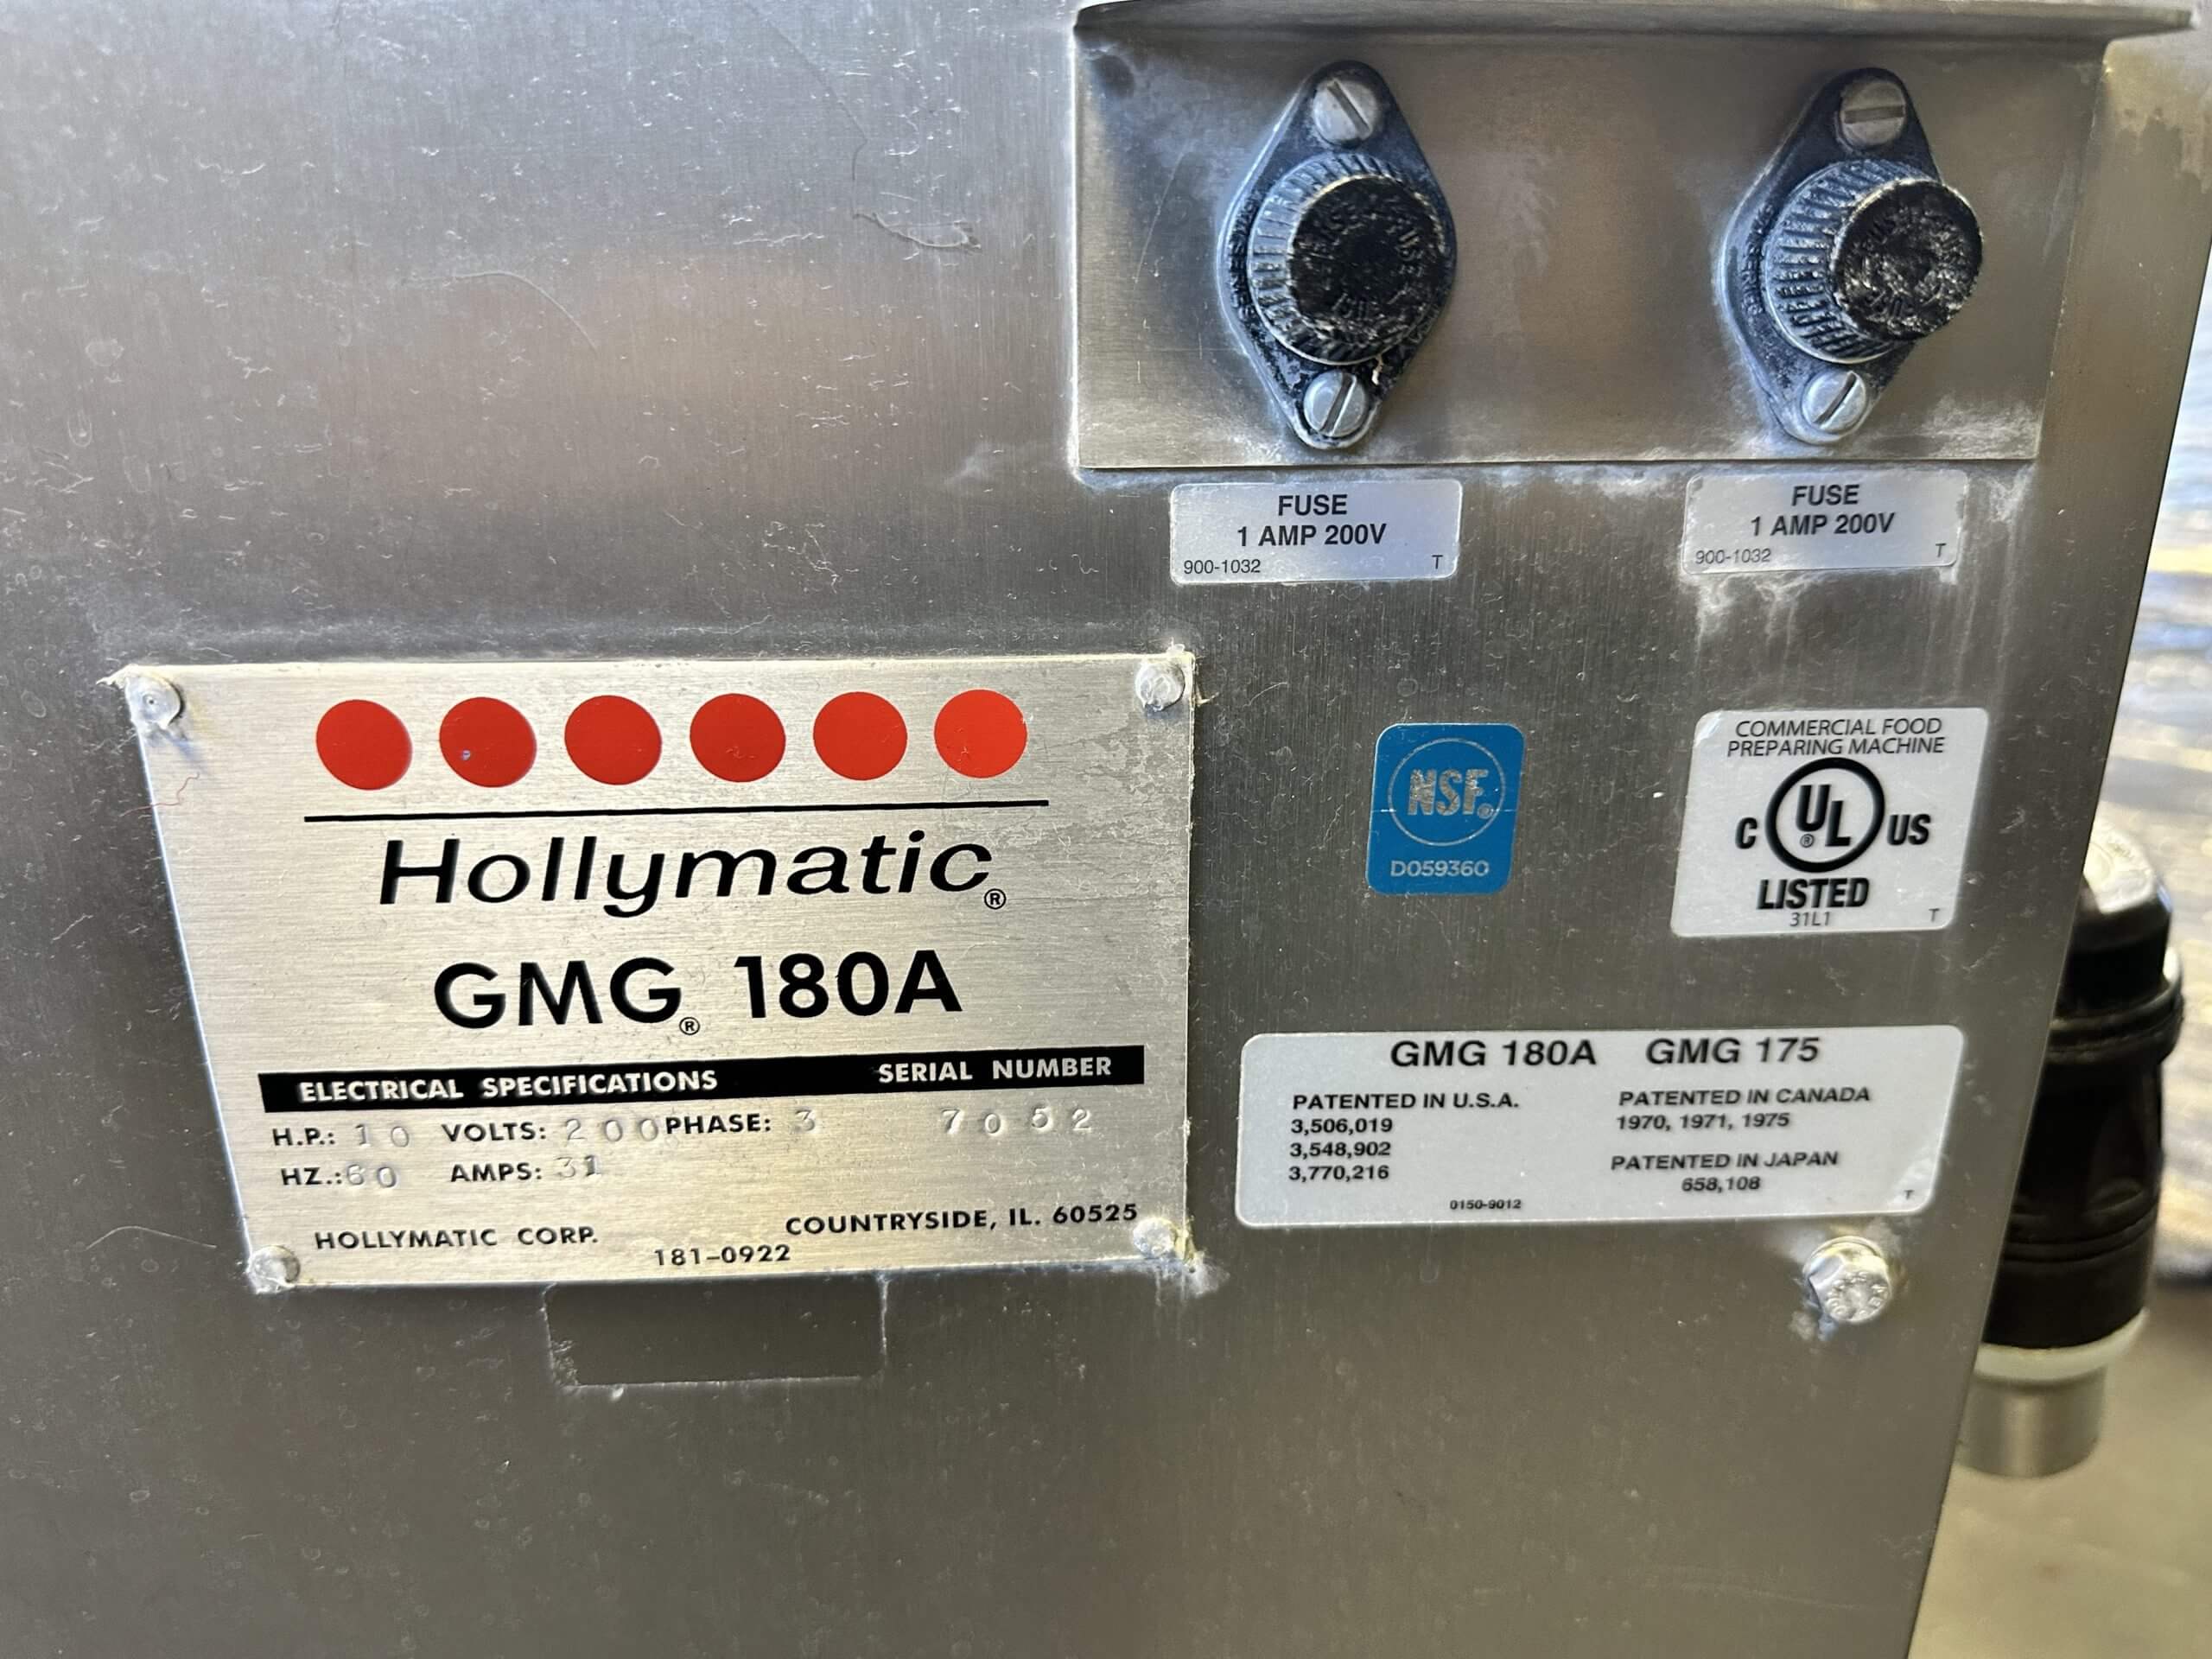 FUSE
1 AMP 200V
900-1032 T
FUSE
1 AMP 200V
900-1032 T
Hollymatic®
GMG® 180A
ELECTRICAL SPECIFICATIONS SERIAL NUMBER
H.P.: 10 VOLTS: 200 PHASE: 3 7052
HZ.: 60 AMPS: 31
HOLLYMATIC CORP. COUNTRYSIDE, IL. 60525
181-0922
NSF®
D059360
COMMERCIAL FOOD
PREPARING MACHINE
C UL® US
LISTED
31L1 T
GMG 180A GMG 175
PATENTED IN U.S.A.
3,506,019
3,548,902
3,770,216
PATENTED IN CANADA
1970, 1971, 1975
PATENTED IN JAPAN
658,108
0150-9012 T